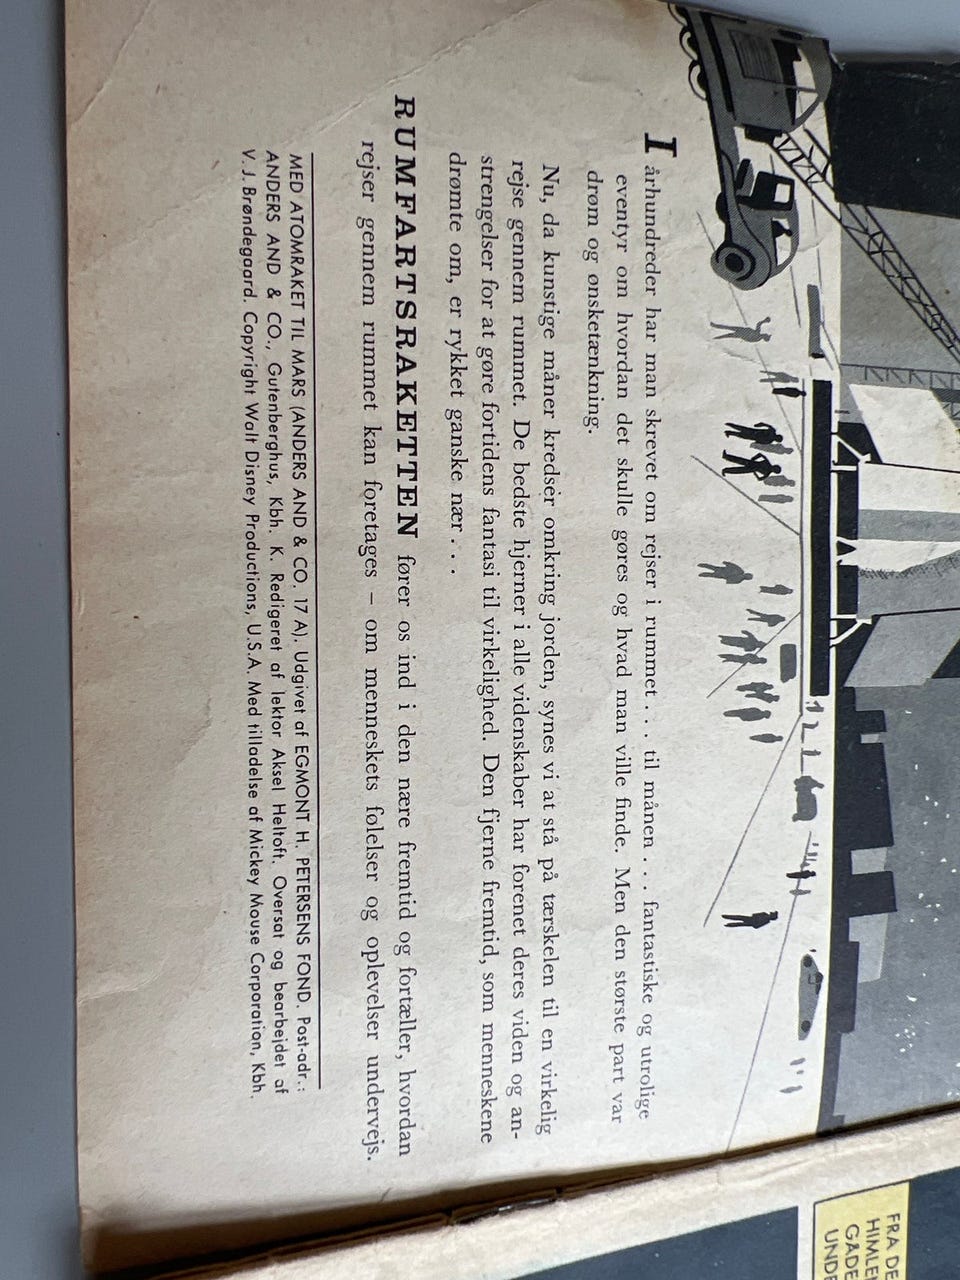 I århundreder har man skrevet om rejser i rummet... til månen... fantastiske og utrolige
eventyr om hvordan det skulle gøres og hvad man ville finde. Men den største part var
drøm og ønsketænkning.
Nu, da kunstige måner kredser omkring jorden, synes vi at stå på tærskelen til en virkelig
rejse gennem rummet. De bedste hjerner i alle videnskaber har forenet deres viden og an-
strengelser for at gøre fortidens fantasi til virkelighed. Den fjerne fremtid, som menneskene
drømte om, er rykket ganske nær...
RUMFARTSRAKETTEN fører os ind i den nære fremtid og fortæller, hvordan
rejser gennem rummet kan foretages – om menneskets følelser og oplevelser undervejs.
MED ATOMRAKET TIL MARS (ANDERS AND & CO. 17 A). Udgivet af EGMONT H. PETERSENS FOND. Post-adr.:
ANDERS AND & CO., Gutenberghus, Kbh. K. Redigeret af lektor Aksel Heltoft. Oversat og bearbejdet af
V. J. Brøndegaard. Copyright Walt Disney Productions, U.S.A. Med tilladelse af Mickey Mouse Corporation, Kbh.
FRA DE
HIMLE
GÅDE
UNDE